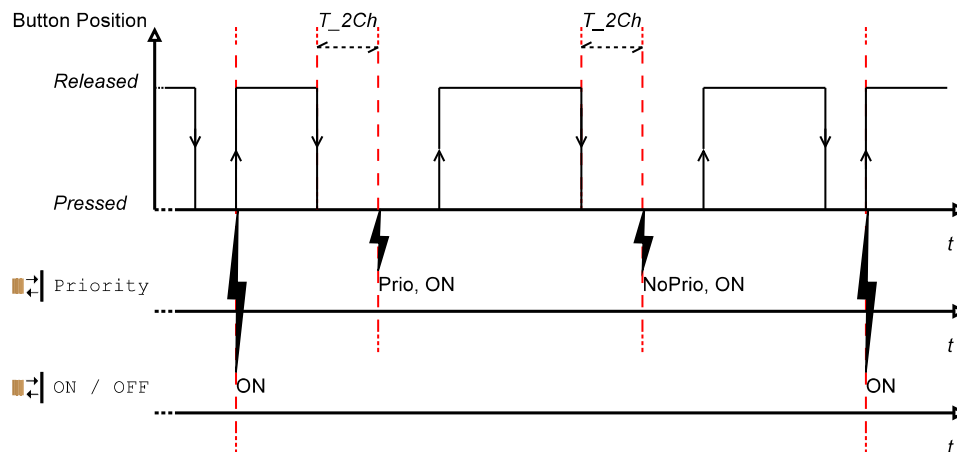 Button Position
T_2Ch
T_2Ch
Released
Pressed
t
Priority
Prio, ON
NoPrio, ON
t
ON / OFF
ON
ON
t